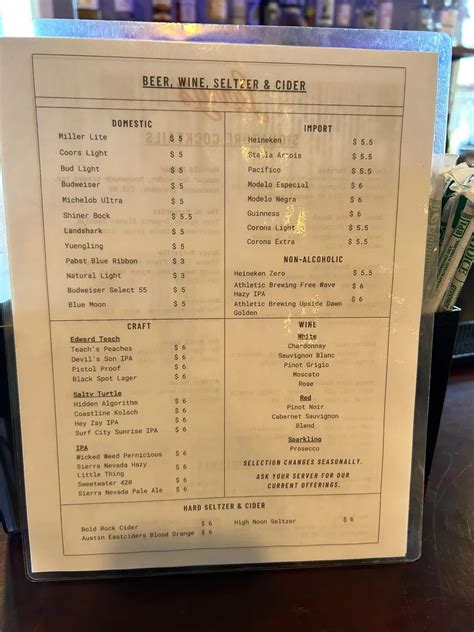 BEER, WINE, SELTZER & CIDER
DOMESTIC
Miller Lite $ 5
Coors Light $ 5
Bud Light $ 5
Budweiser $ 5
Michelob Ultra $ 5
Shiner Bock $ 5.5
Landshark $ 5
Yuengling $ 5
Pabst Blue Ribbon $ 3
Natural Light $ 3
Budweiser Select 55 $ 5
Blue Moon $ 5
IMPORT
Heineken $ 5.5
Stella Artois $ 5.5
Pacifico $ 5.5
Modelo Especial $ 6
Modelo Negra $ 6
Guinness $ 6
Corona Light $ 5.5
Corona Extra $ 5.5
NON-ALCOHOLIC
Heineken Zero $ 5.5
Athletic Brewing Free Wave $ 6
Hazy IPA
Athletic Brewing Upside Dawn $ 6
Golden
CRAFT
Edward Teach
Teach's Peaches $ 6
Devil's Son IPA $ 6
Pistol Proof $ 6
Black Spot Lager $ 6
Salty Turtle
Hidden Algorithm $ 6
Coastline Kolsch $ 6
Hey Zay IPA $ 6
Surf City Sunrise IPA $ 6
IPA
Wicked Weed Pernicious $ 6
Sierra Nevada Hazy $ 6
Little Thing
Sweetwater 420 $ 6
Sierra Nevada Pale Ale $ 6
WINE
White
Chardonnay
Sauvignon Blanc
Pinot Grigio
Moscato
Rose
Red
Pinot Noir
Cabernet Sauvignon
Blend
Sparkling
Prosecco
SELECTION CHANGES SEASONALLY.
ASK YOUR SERVER FOR OUR
CURRENT OFFERINGS.
HARD SELTZER & CIDER
Bold Rock Cider $ 6
Austin Eastciders Blood Orange $ 6
High Noon Seltzer $ 6